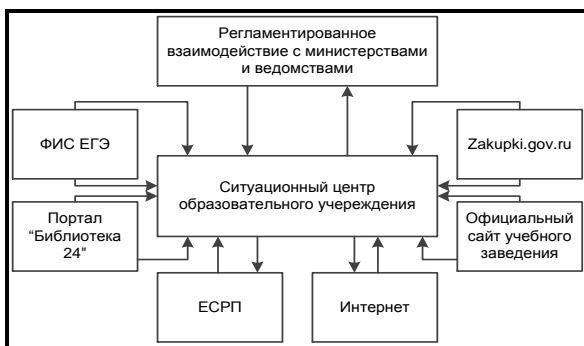 Регламентированное
взаимодействие с министерствами
и ведомствами
ФИС ЕГЭ
Zakupki.gov.ru
Ситуационный центр
образовательного учереждения
Портал
“Библиотека
24"
Официальный
сайт учебного
заведения
ЕСРП
Интернет